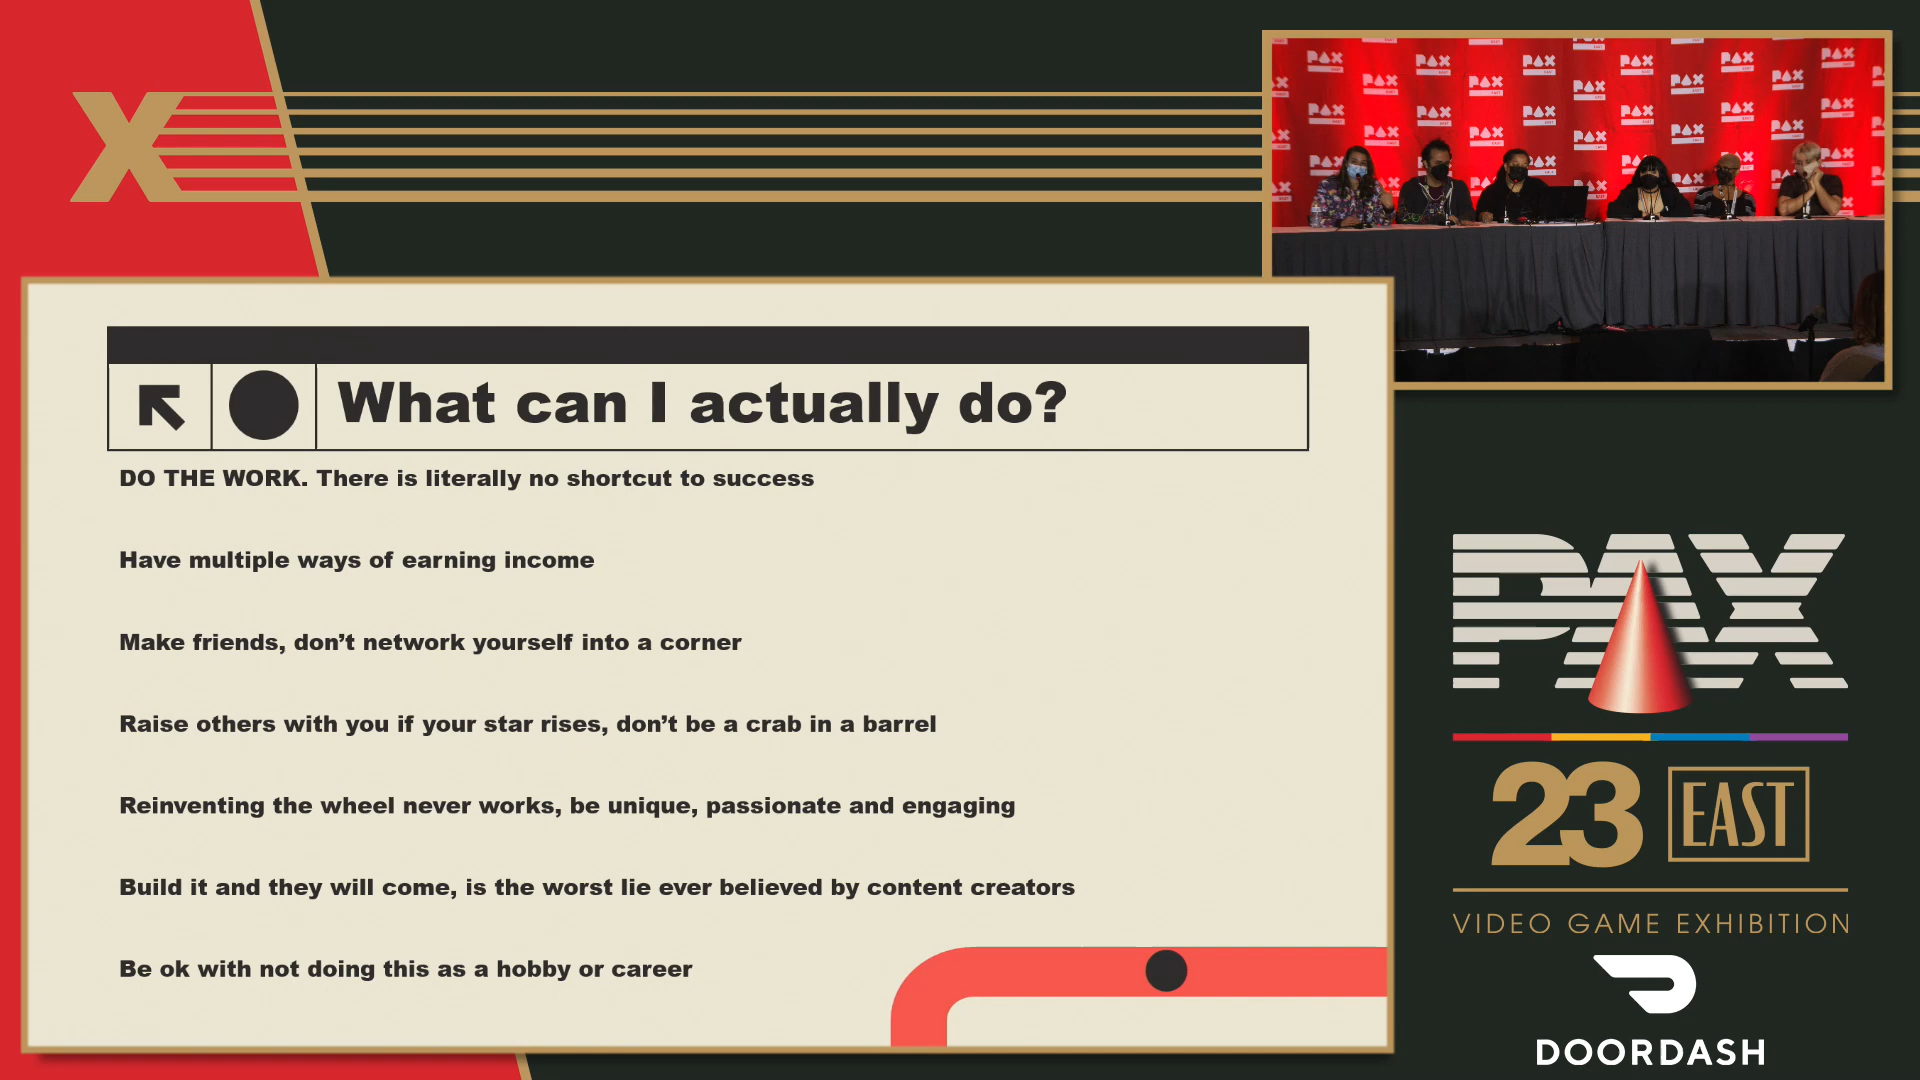 X
PAX
EAST
What can I actually do?
DO THE WORK. There is literally no shortcut to success
Have multiple ways of earning income
Make friends, don’t network yourself into a corner
Raise others with you if your star rises, don’t be a crab in a barrel
Reinventing the wheel never works, be unique, passionate and engaging
Build it and they will come, is the worst lie ever believed by content creators
Be ok with not doing this as a hobby or career
PAX
23 EAST
VIDEO GAME EXHIBITION
DOORDASH